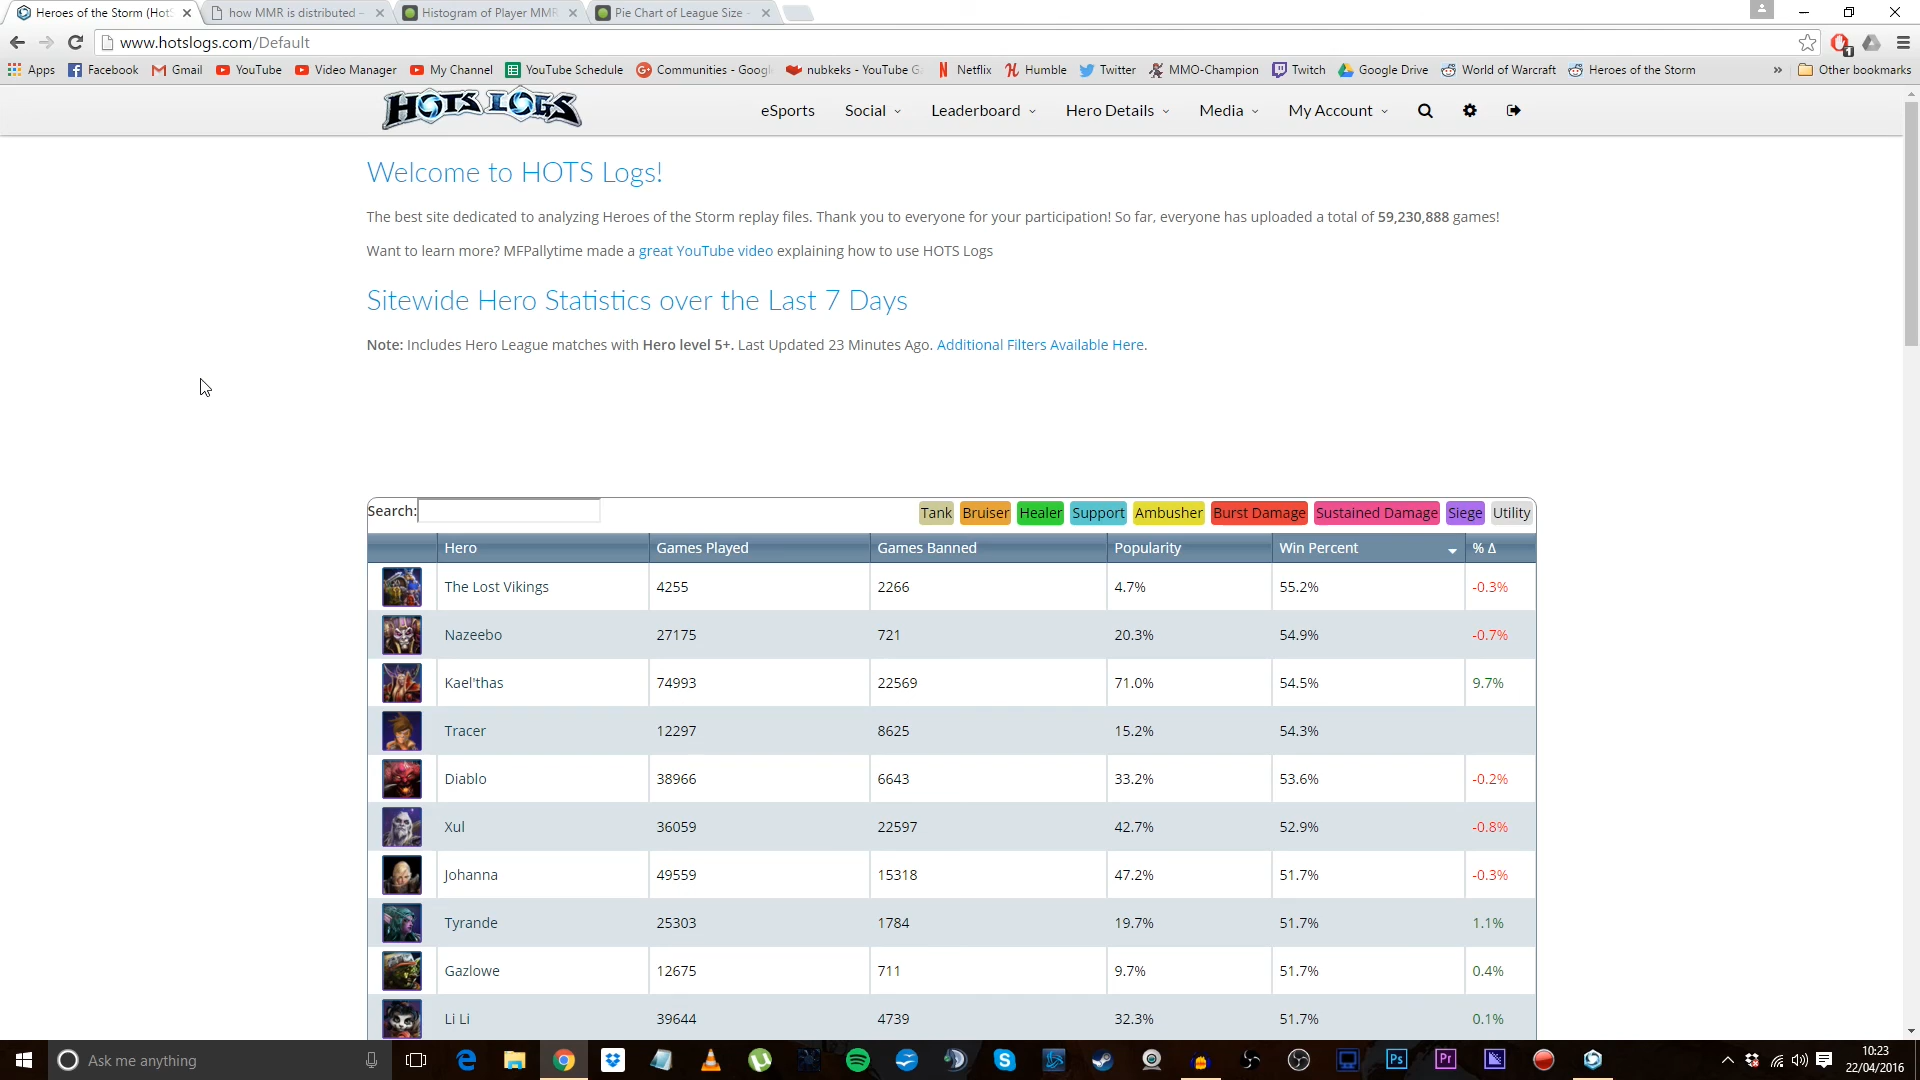 Heroes of the Storm (Hot
how MMR is distributed -
Histogram of Player MMR
Pie Chart of League Size -
www.hotslogs.com/Default
1
Apps Facebook Gmail YouTube Video Manager My Channel YouTube Schedule Communities - Googl nubkeks - YouTube G Netflix Humble Twitter MMO-Champion Twitch Google Drive World of Warcraft Heroes of the Storm » Other bookmarks
HOTS LOGS eSports Social Leaderboard Hero Details Media My Account
Welcome to HOTS Logs!
The best site dedicated to analyzing Heroes of the Storm replay files. Thank you to everyone for your participation! So far, everyone has uploaded a total of 59,230,888 games!
Want to learn more? MFPallytime made a great YouTube video explaining how to use HOTS Logs
Sitewide Hero Statistics over the Last 7 Days
Note: Includes Hero League matches with Hero level 5+. Last Updated 23 Minutes Ago. Additional Filters Available Here.
Search: Tank Bruiser Healer Support Ambusher Burst Damage Sustained Damage Siege Utility
Hero Games Played Games Banned Popularity Win Percent % Δ
The Lost Vikings 4255 2266 4.7% 55.2% -0.3%
Nazeebo 27175 721 20.3% 54.9% -0.7%
Kael'thas 74993 22569 71.0% 54.5% 9.7%
Tracer 12297 8625 15.2% 54.3%
Diablo 38966 6643 33.2% 53.6% -0.2%
Xul 36059 22597 42.7% 52.9% -0.8%
Johanna 49559 15318 47.2% 51.7% -0.3%
Tyrande 25303 1784 19.7% 51.7% 1.1%
Gazlowe 12675 711 9.7% 51.7% 0.4%
Li Li 39644 4739 32.3% 51.7% 0.1%
Ask me anything
Ps Pr
10:23
22/04/2016